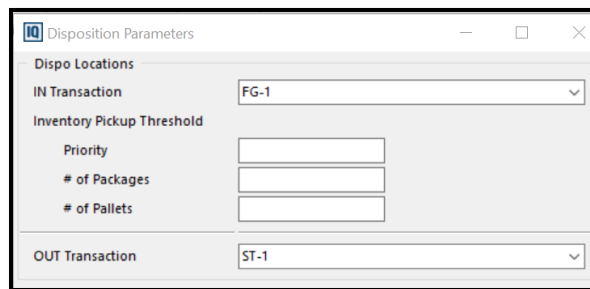 IQ Disposition Parameters
Dispo Locations
IN Transaction FG-1
Inventory Pickup Threshold
Priority
# of Packages
# of Pallets
OUT Transaction ST-1